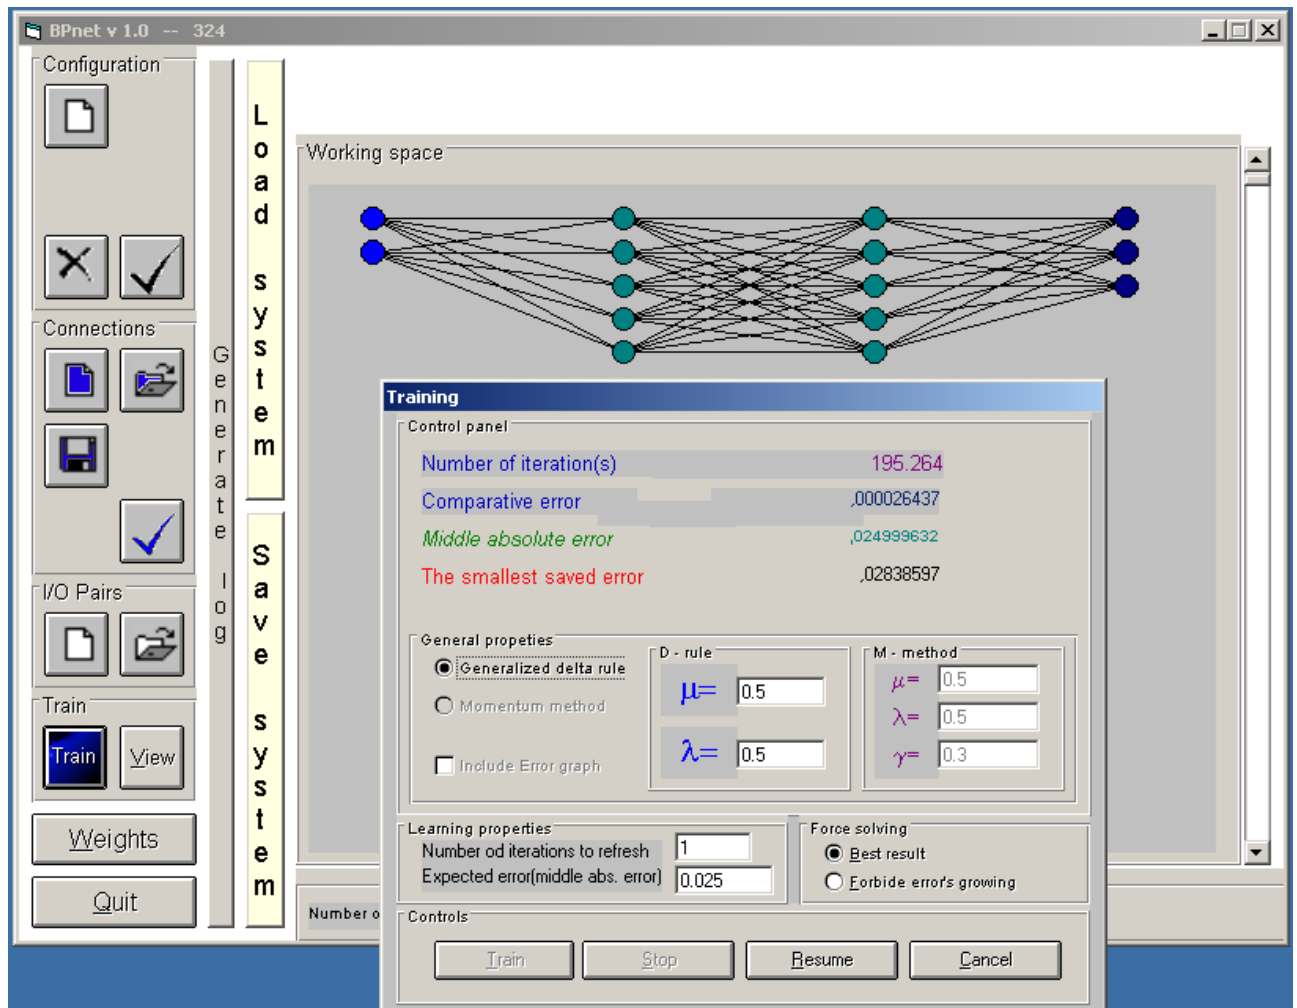 BPnet v 1.0 -- 324
Configuration
Connections
I/O Pairs
Train
Train
View
Weights
Quit
Generate log
Load system
Save system
Working space
Number o
Training
Control panel
Number of iteration(s) 195.264
Comparative error ,000026437
Middle absolute error ,024999632
The smallest saved error ,02838597
General propeties
Generalized delta rule
Momentum method
Include Error graph
D - rule
μ= 0.5
λ= 0.5
M - method
μ= 0.5
λ= 0.5
γ= 0.3
Learning properties
Number od iterations to refresh 1
Expected error(middle abs. error) 0.025
Force solving
Best result
Forbide error's growing
Controls
Train Stop Resume Cancel